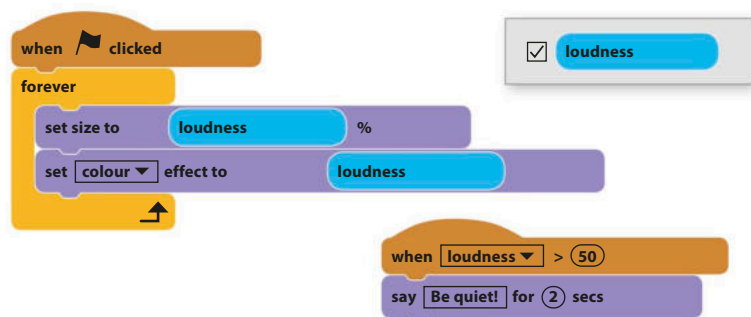 when clicked
forever
set size to loudness %
set colour effect to loudness
loudness
when loudness > 50
say Be quiet! for 2 secs